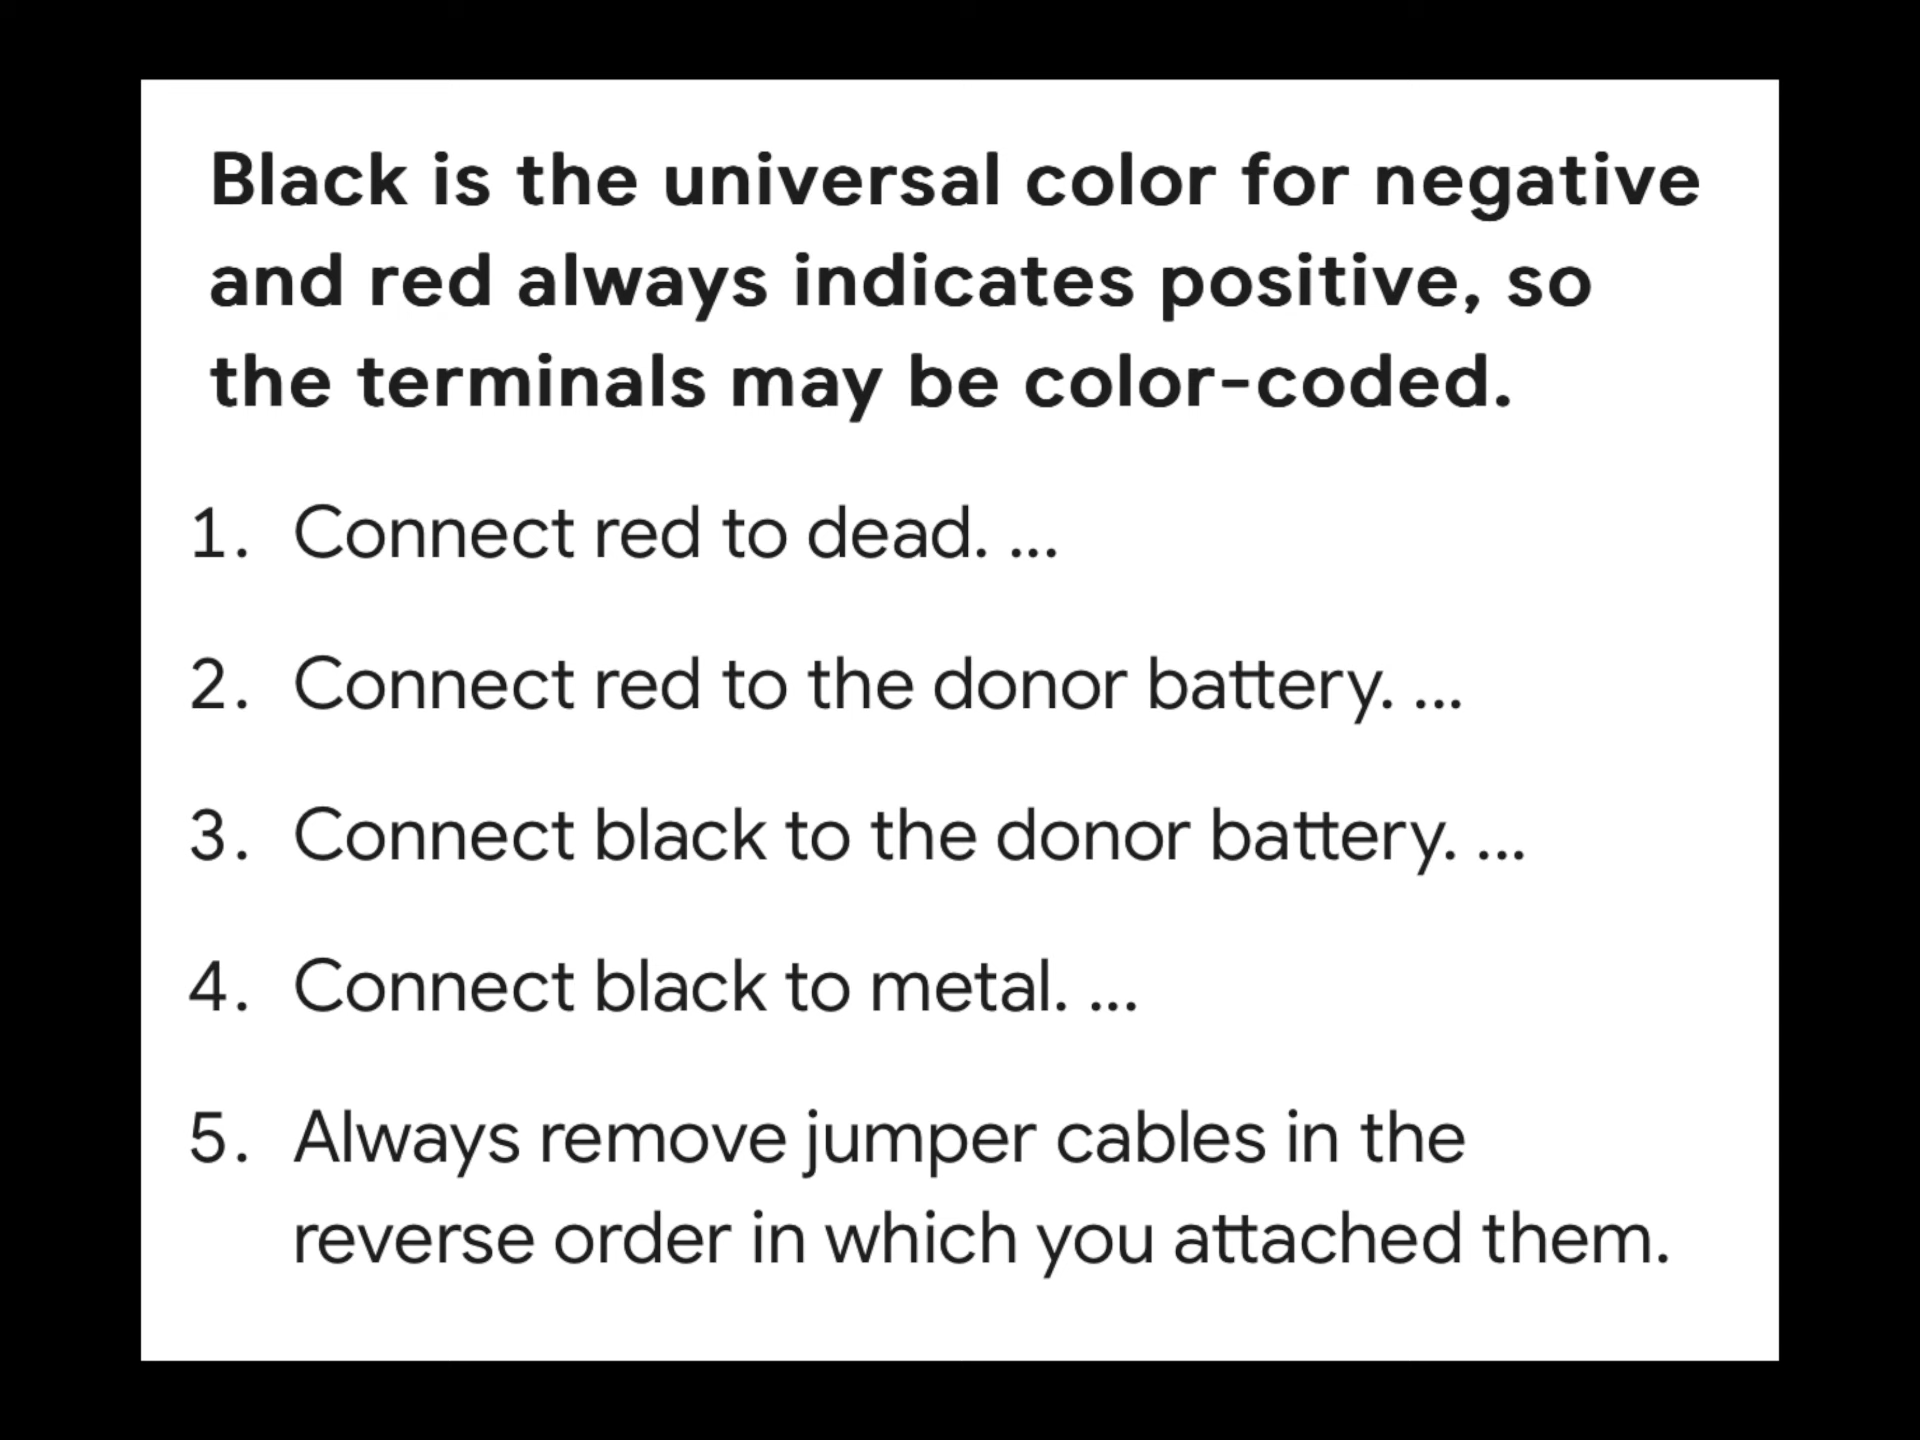 Black is the universal color for negative
and red always indicates positive, so
the terminals may be color-coded.
1. Connect red to dead. ...
2. Connect red to the donor battery. ...
3. Connect black to the donor battery. ...
4. Connect black to metal. ...
5. Always remove jumper cables in the
reverse order in which you attached them.